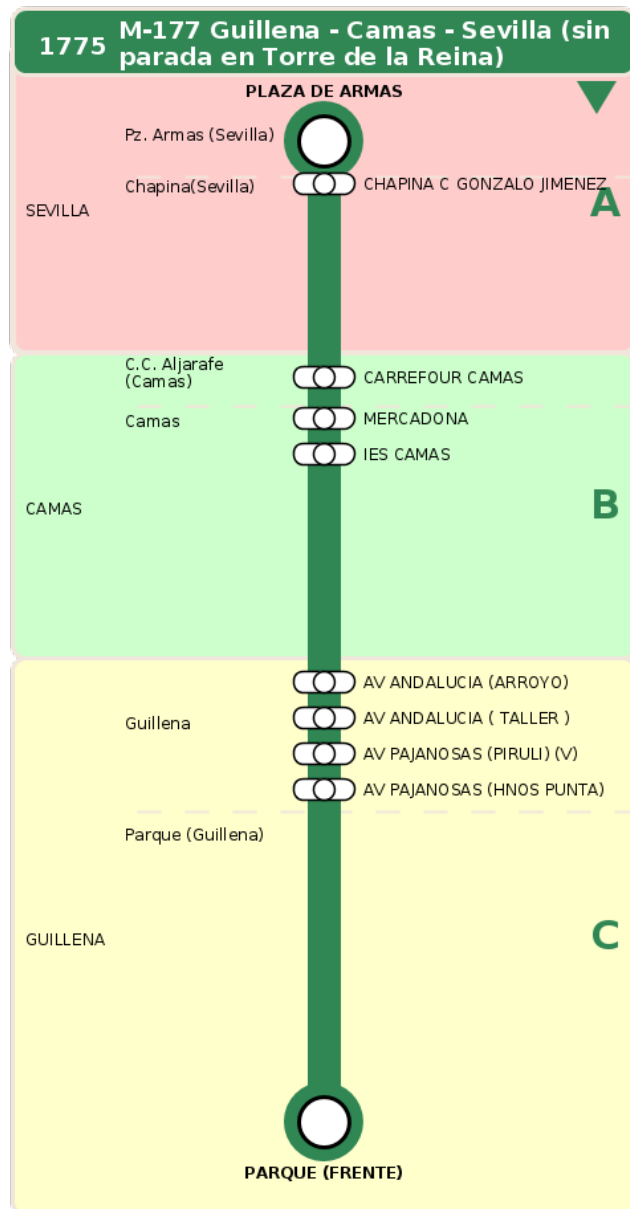 1775
M-177 Guillena - Camas - Sevilla (sin
parada en Torre de la Reina)
PLAZA DE ARMAS
Pz. Armas (Sevilla)
Chapina(Sevilla)
CHAPINA C GONZALO JIMENEZ
A
SEVILLA
C.C. Aljarafe
(Camas)
CARREFOUR CAMAS
Camas
MERCADONA
IES CAMAS
CAMAS
B
AV ANDALUCIA (ARROYO)
Guillena
AV ANDALUCIA ( TALLER )
AV PAJANOSAS (PIRULI) (V)
AV PAJANOSAS (HNOS PUNTA)
Parque (Guillena)
GUILLENA
C
PARQUE (FRENTE)